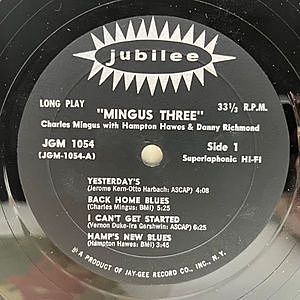 jubilee
LONG PLAY 33⅓ R.P.M.
"MINGUS THREE"
Charles Mingus with Hampton Hawes & Danny Richmond
JGM 1054 Side 1
(JGM-1054-A) Superlaphonic HI-FI
YESTERDAY'S
(Jerome Kern-Otto Harbach: ASCAP) 4:08
BACK HOME BLUES
(Charles Mingus: BMI) 5:23
I CAN'T GET STARTED
(Vernon Duke-Ira Gershwin: ASCAP) 6:21
HAMP'S NEW BLUES
(Hampton Hawes: BMI) 3:45
A PRODUCT OF JAY-GEE RECORD CO., INC., N. Y.